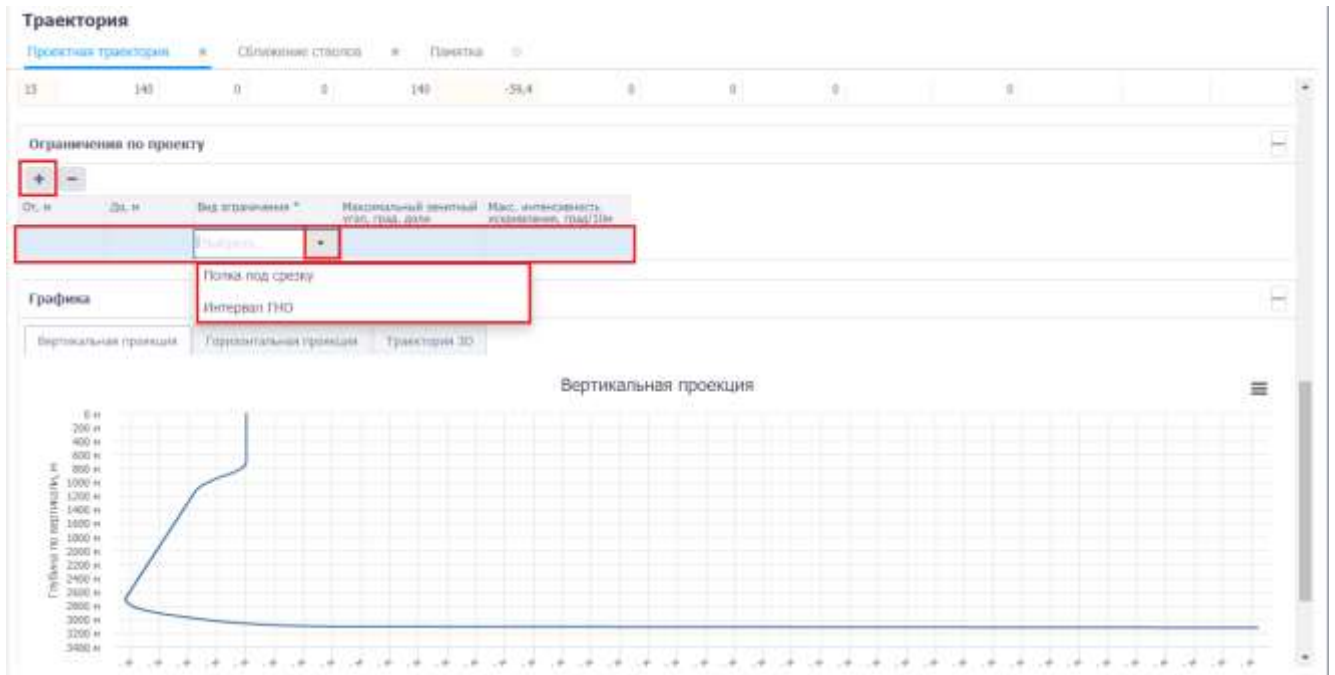 Траектория
Проектная траектория Сближение стволов Памятка
15 140 0 0 140 -59,4 0 0 0 0
Ограничения по проекту
+ −
От, м До, м Вид ограничения * Максимальный зенитный угол, град. доли Макс. интенсивность искривления, град/10м
Выбрать...
Полка под срезку
Интервал ГНО
Графика
Вертикальная проекция Горизонтальная проекция Траектория 3D
Вертикальная проекция
Глубина по вертикали, м
0 м
200 м
400 м
600 м
800 м
1000 м
1200 м
1400 м
1600 м
1800 м
2000 м
2200 м
2400 м
2600 м
2800 м
3000 м
3200 м
3400 м